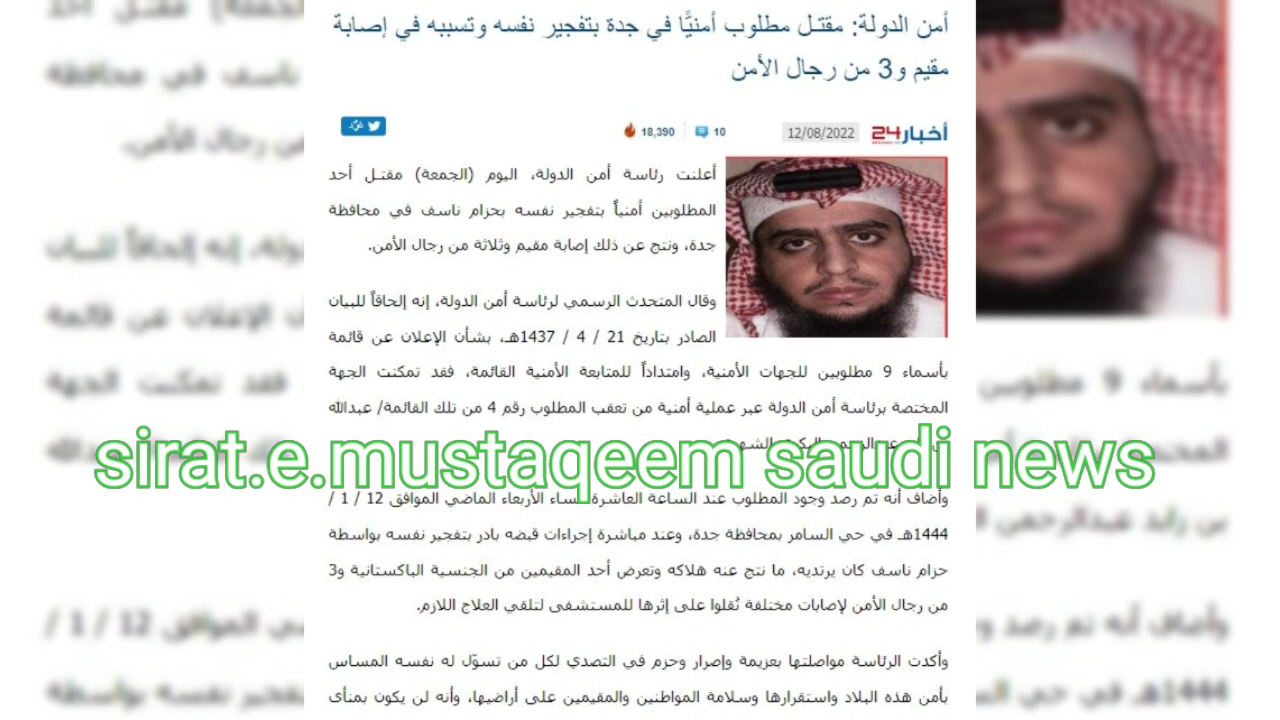 أمن الدولة: مقتل مطلوب أمنيًّا في جدة بتفجير نفسه وتسببه في إصابة
مقيم و3 من رجال الأمن
أخبار24
12/08/2022
10
18,390
غرّد
أعلنت رئاسة أمن الدولة، اليوم (الجمعة) مقتل أحد
المطلوبين أمنياً بتفجير نفسه بحزام ناسف في محافظة
جدة، ونتج عن ذلك إصابة مقيم وثلاثة من رجال الأمن.
وقال المتحدث الرسمي لرئاسة أمن الدولة، إنه إلحاقاً للبيان
الصادر بتاريخ 21 / 4 / 1437هـ، بشأن الإعلان عن قائمة
بأسماء 9 مطلوبين للجهات الأمنية، وامتداداً للمتابعة الأمنية القائمة، فقد تمكنت الجهة
المختصة برئاسة أمن الدولة عبر عملية أمنية من تعقب المطلوب رقم 4 من تلك القائمة/ عبدالله
sirat.e.mustaqeem saudi news
وأضاف أنه تم رصد وجود المطلوب عند الساعة العاشرة مساء الأربعاء الماضي الموافق 12 / 1 /
1444هـ في حي السامر بمحافظة جدة، وعند مباشرة إجراءات قبضه بادر بتفجير نفسه بواسطة
حزام ناسف كان يرتديه، ما نتج عنه هلاكه وتعرض أحد المقيمين من الجنسية الباكستانية و3
من رجال الأمن لإصابات مختلفة نُقلوا على إثرها للمستشفى لتلقي العلاج اللازم.
وأكدت الرئاسة مواصلتها بعزيمة وإصرار وحزم في التصدي لكل من تسوّل له نفسه المساس
بأمن هذه البلاد واستقرارها وسلامة المواطنين والمقيمين على أراضيها، وأنه لن يكون بمنأى